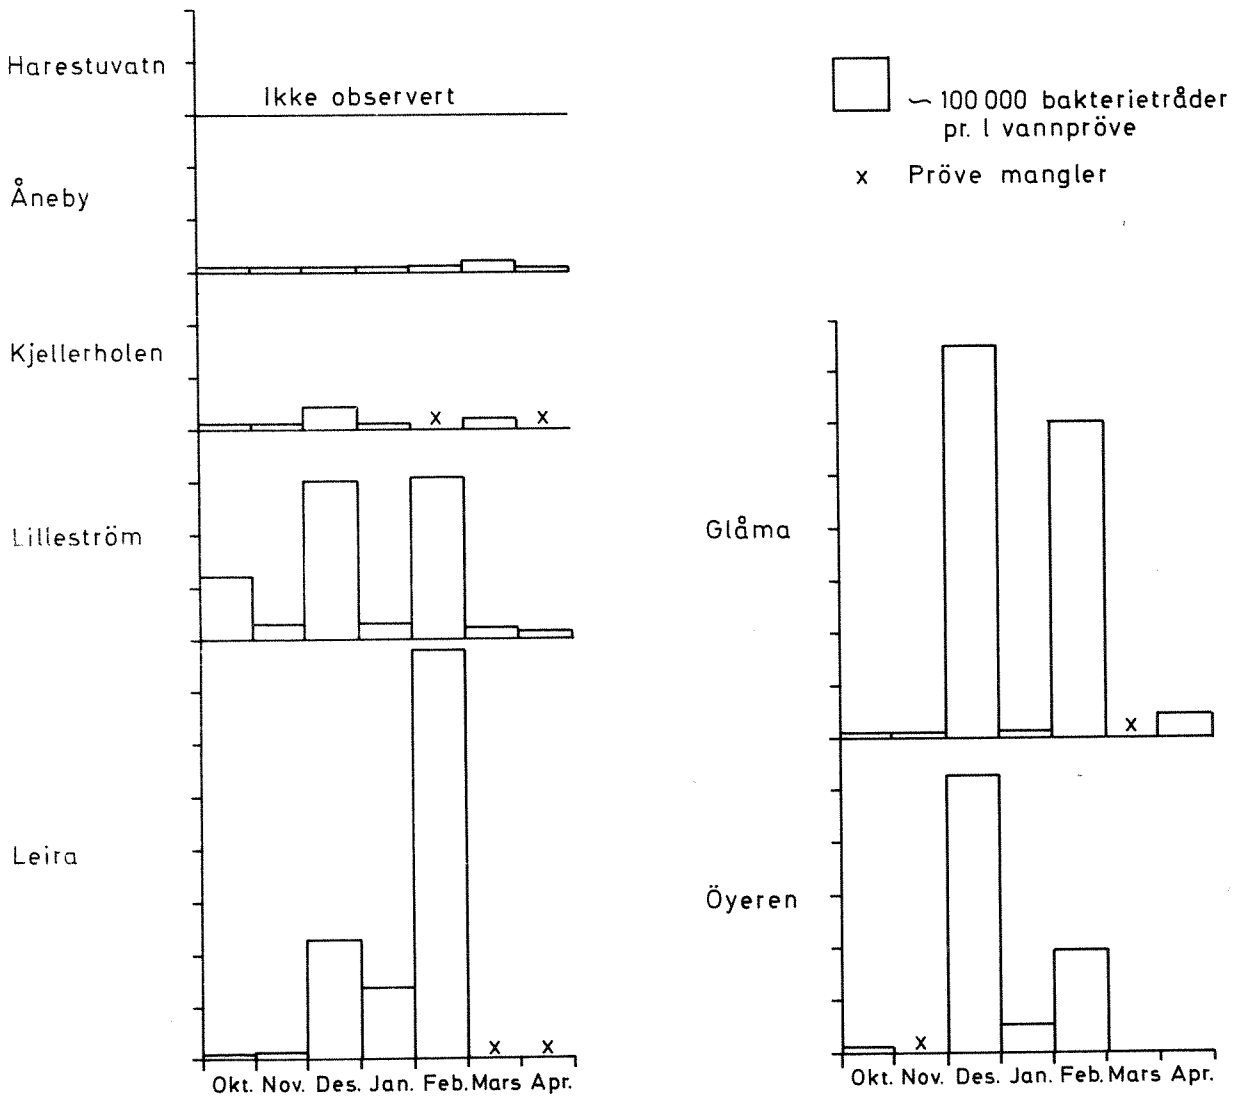 Harestuvatn
Ikke observert
Åneby
Kjellerholen
x x
Lilleström
Leira
x x
Okt. Nov. Des. Jan. Feb. Mars Apr.
∽ 100 000 bakterietråder
pr. l vannpröve
x Pröve mangler
Glåma
x
Öyeren
x
Okt. Nov. Des. Jan. Feb. Mars Apr.